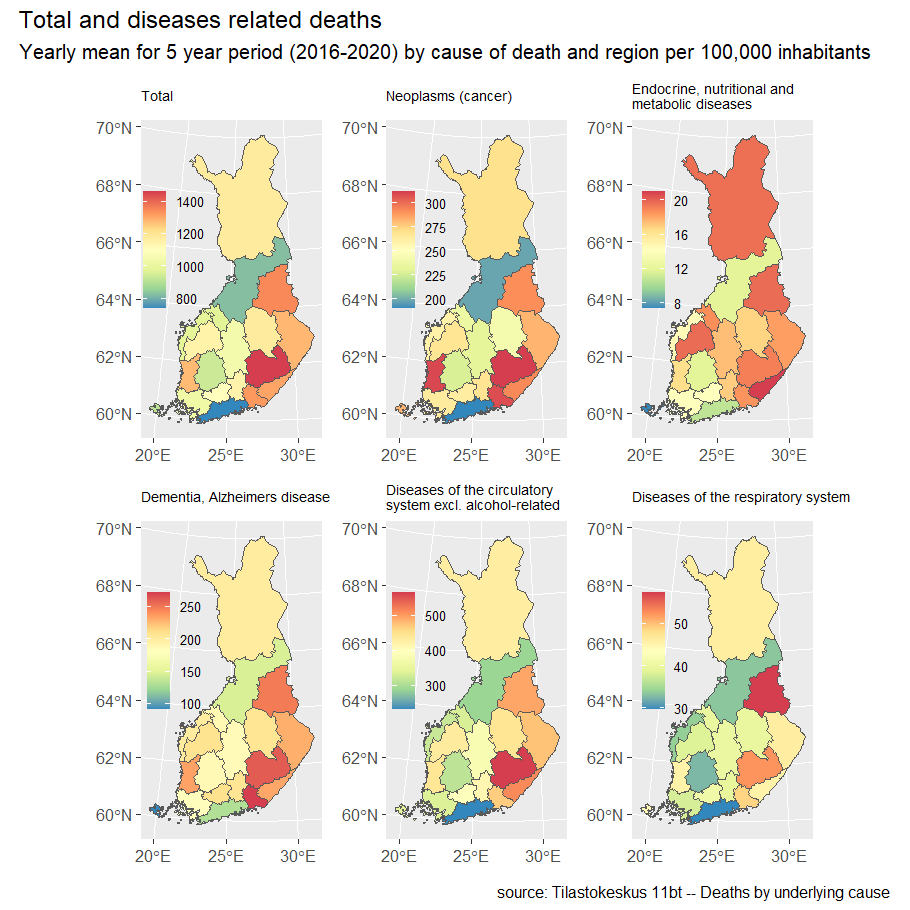 Total and diseases related deaths
Yearly mean for 5 year period (2016-2020) by cause of death and region per 100,000 inhabitants
Total
70°N
68°N
66°N
64°N
62°N
60°N
1400
1200
1000
800
20°E 25°E 30°E
Neoplasms (cancer)
70°N
68°N
66°N
64°N
62°N
60°N
300
275
250
225
200
20°E 25°E 30°E
Endocrine, nutritional and
metabolic diseases
70°N
68°N
66°N
64°N
62°N
60°N
20
16
12
8
20°E 25°E 30°E
Dementia, Alzheimers disease
70°N
68°N
66°N
64°N
62°N
60°N
250
200
150
100
20°E 25°E 30°E
Diseases of the circulatory
system excl. alcohol-related
70°N
68°N
66°N
64°N
62°N
60°N
500
400
300
20°E 25°E 30°E
Diseases of the respiratory system
70°N
68°N
66°N
64°N
62°N
60°N
50
40
30
20°E 25°E 30°E
source: Tilastokeskus 11bt -- Deaths by underlying cause